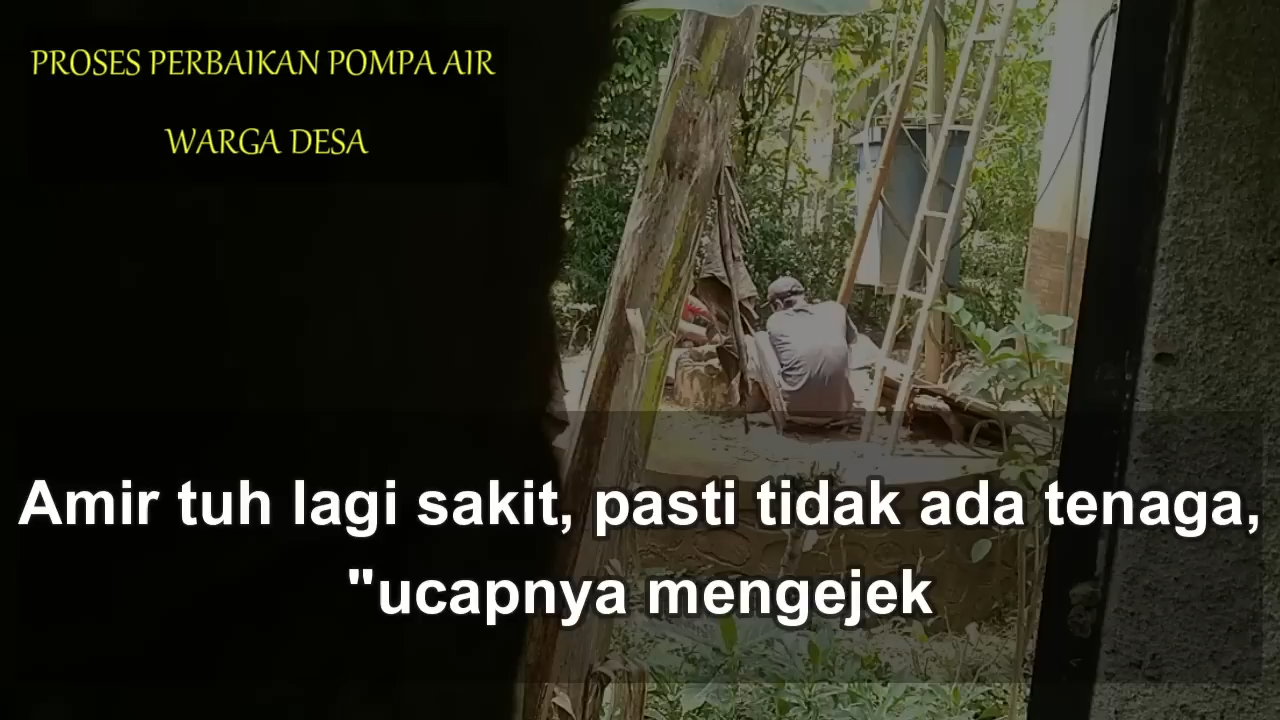 PROSES PERBAIKAN POMPA AIR
WARGA DESA
Amir tuh lagi sakit, pasti tidak ada tenaga,
"ucapnya mengejek